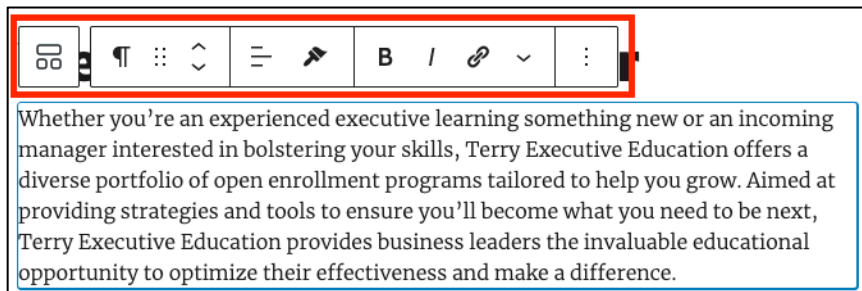 B I
Whether you’re an experienced executive learning something new or an incoming
manager interested in bolstering your skills, Terry Executive Education offers a
diverse portfolio of open enrollment programs tailored to help you grow. Aimed at
providing strategies and tools to ensure you’ll become what you need to be next,
Terry Executive Education provides business leaders the invaluable educational
opportunity to optimize their effectiveness and make a difference.